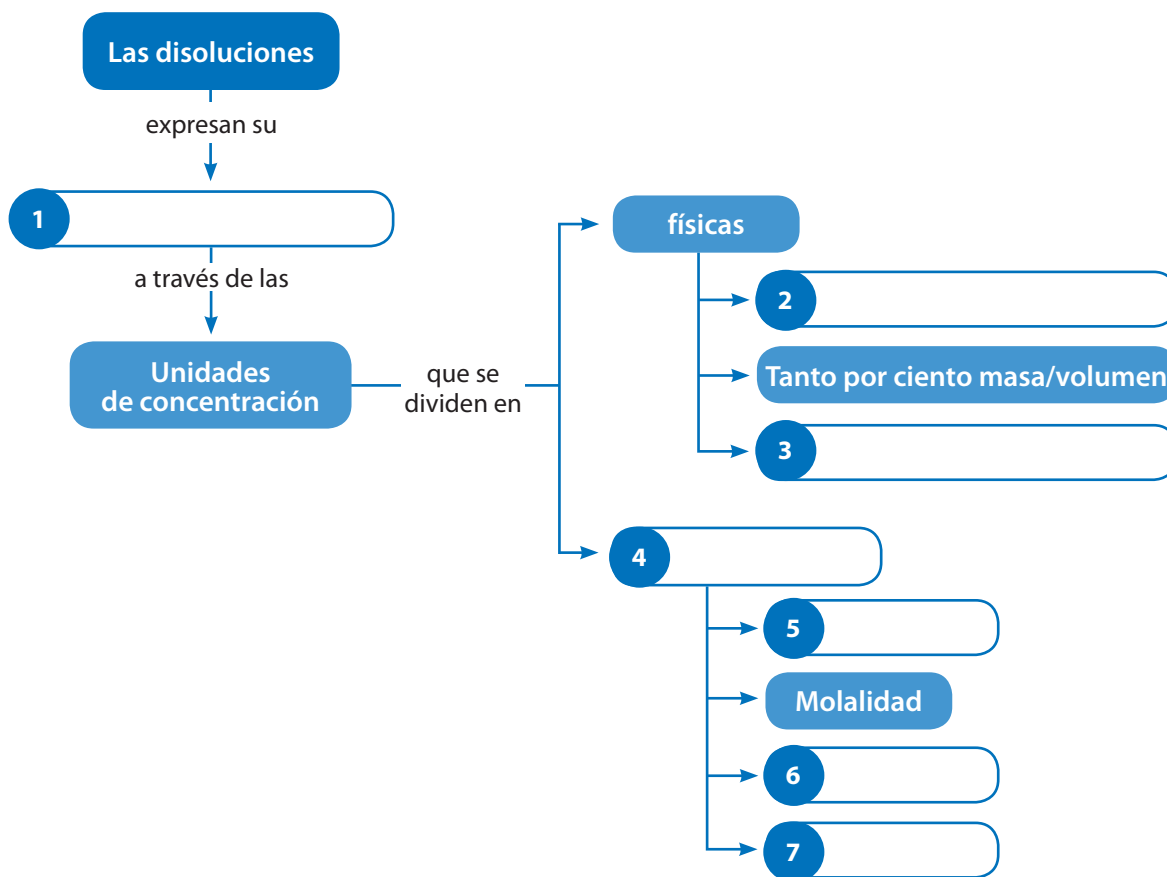 Las disoluciones
expresan su
1
a través de las
Unidades
de concentración
que se
dividen en
físicas
2
Tanto por ciento masa/volumen
3
4
5
Molalidad
6
7